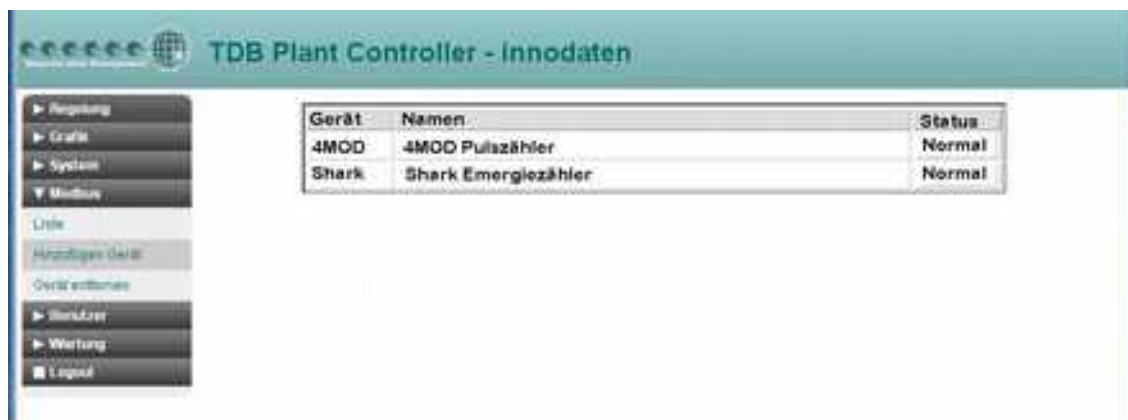 TDB Plant Controller - innodaten
Regelung
Grafik
System
Modbus
Liste
Hinzufügen Gerät
Gerät entfernen
Benutzer
Wartung
Logout
Gerät Namen Status
4MOD 4MOD Pulszähler Normal
Shark Shark Emergiezähler Normal